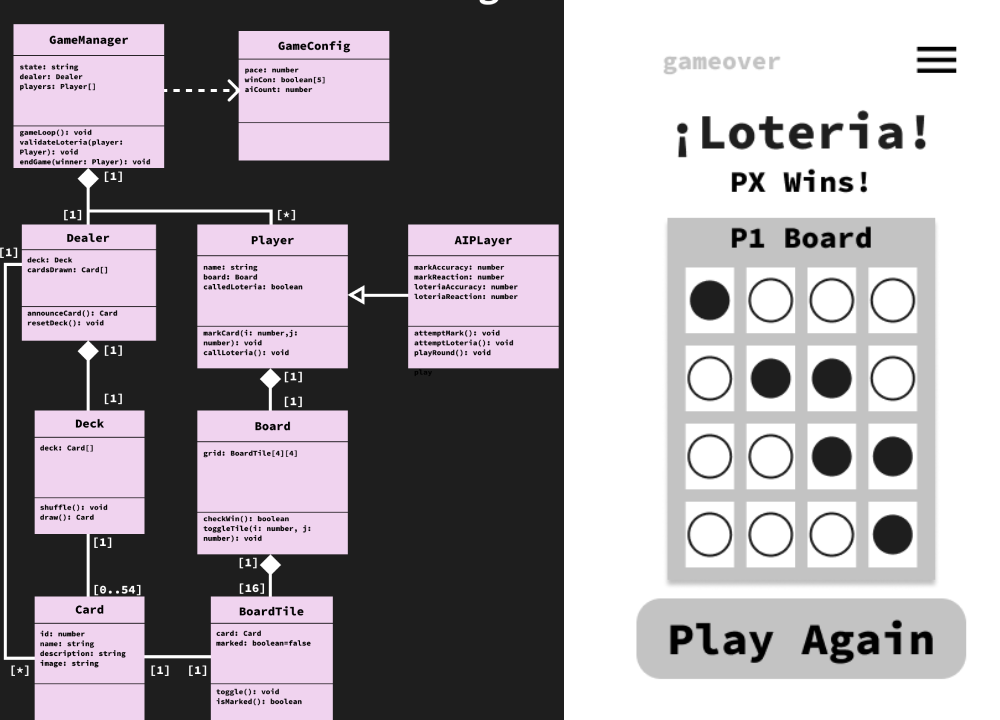 GameManager
state: string
dealer: Dealer
players: Player[]
gameLoop(): void
validateLoteria(player:
Player): void
endGame(winner: Player): void
GameConfig
pace: number
winCon: boolean[5]
aiCount: number
[1]
[1]
[*]
[1]
Dealer
deck: Deck
cardsDrawn: Card[]
announceCard(): Card
resetDeck(): void
Player
name: string
board: Board
calledLoteria: boolean
markCard(i: number,j:
number): void
callLoteria(): void
AIPLayer
markAccuracy: number
markReaction: number
loteriaAccuracy: number
loteriaReaction: number
attemptMark(): void
attemptLoteria(): void
playRound(): void
play
[1]
[1]
[1]
[1]
Deck
deck: Card[]
shuffle(): void
draw(): Card
Board
grid: BoardTile[4][4]
checkWin(): boolean
toggleTile(i: number, j:
number): void
[1]
[0..54]
[1]
[16]
Card
id: number
name: string
description: string
image: string
BoardTile
card: Card
marked: boolean=false
toggle(): void
isMarked(): boolean
[*]
[1]
[1]
gameover
¡Loteria!
PX Wins!
P1 Board
Play Again